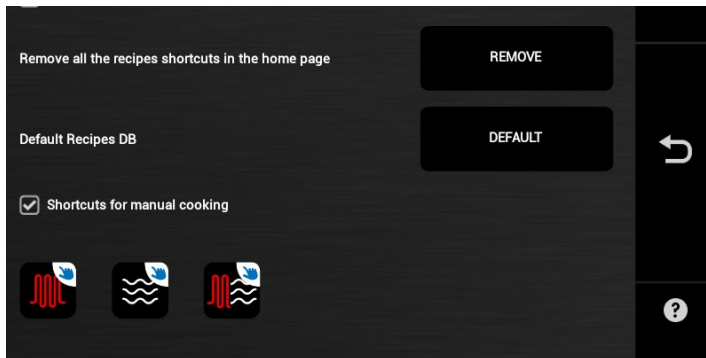 Remove all the recipes shortcuts in the home page
REMOVE
Default Recipes DB
DEFAULT
Shortcuts for manual cooking
?